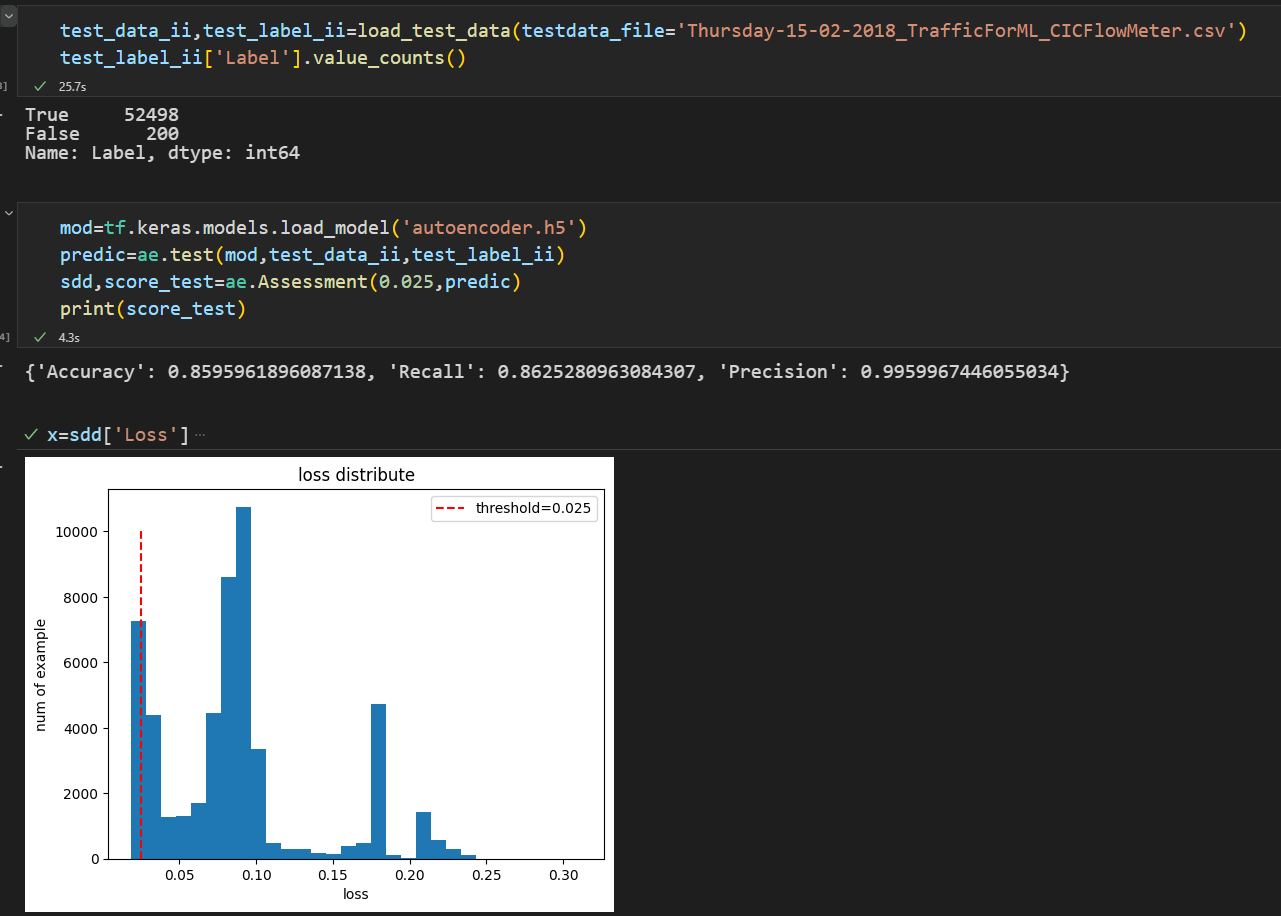 test_data_ii,test_label_ii=load_test_data(testdata_file='Thursday-15-02-2018_TrafficForML_CICFlowMeter.csv')
test_label_ii['Label'].value_counts()
25.7s
True 52498
False 200
Name: Label, dtype: int64
mod=tf.keras.models.load_model('autoencoder.h5')
predic=ae.test(mod,test_data_ii,test_label_ii)
sdd,score_test=ae.Assessment(0.025,predic)
print(score_test)
4]
4.3s
{'Accuracy': 0.8595961896087138, 'Recall': 0.8625280963084307, 'Precision': 0.9959967446055034}
x=sdd['Loss'] ...
loss distribute
threshold=0.025
10000
8000
6000
4000
2000
0
num of example
0.05 0.10 0.15 0.20 0.25 0.30
loss